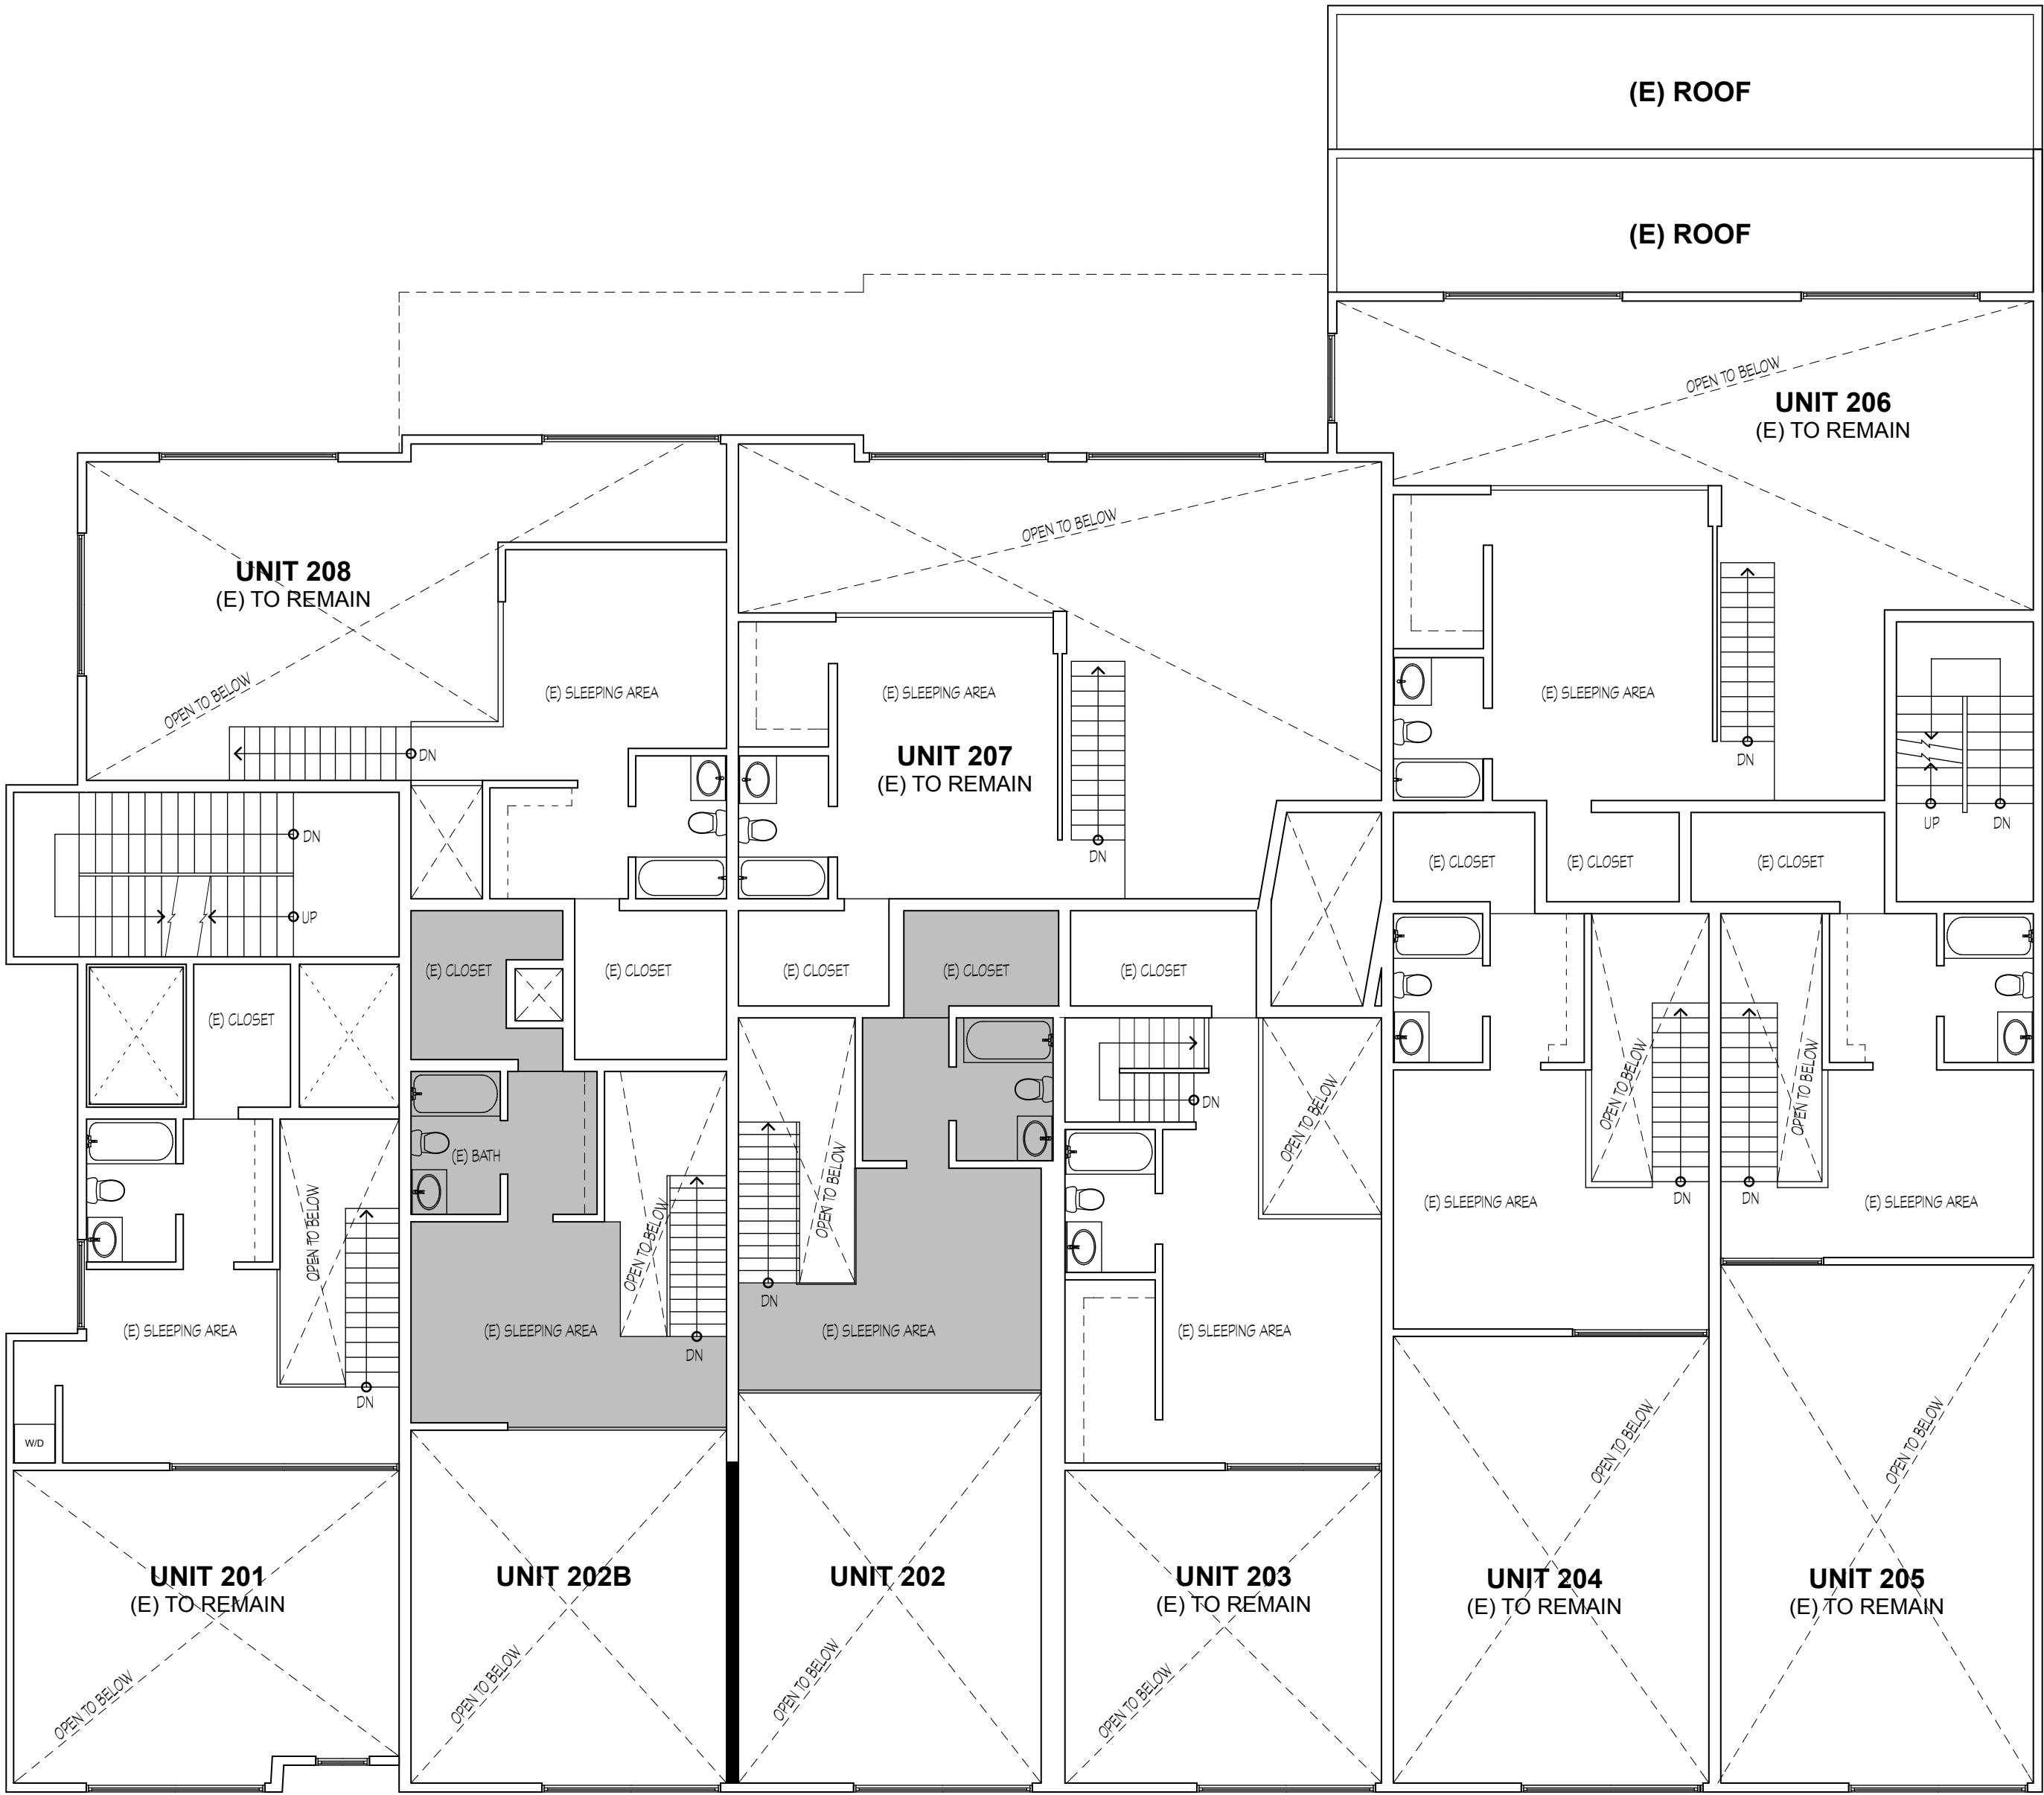 (E) ROOF
(E) ROOF
OPEN TO BELOW
UNIT 206
(E) TO REMAIN
OPEN TO BELOW
UNIT 208
(E) TO REMAIN
OPEN TO BELOW
(E) SLEEPING AREA
(E) SLEEPING AREA
(E) SLEEPING AREA
DN
UNIT 207
(E) TO REMAIN
DN
DN
UP
DN
DN
UP
DN
(E) CLOSET
(E) CLOSET
(E) CLOSET
(E) CLOSET
(E) CLOSET
(E) CLOSET
(E) CLOSET
(E) CLOSET
(E) CLOSET
OPEN TO BELOW
OPEN TO BELOW
OPEN TO BELOW
DN
(E) BATH
OPEN TO BELOW
OPEN TO BELOW
OPEN TO BELOW
(E) SLEEPING AREA
DN
DN
(E) SLEEPING AREA
DN
(E) SLEEPING AREA
(E) SLEEPING AREA
(E) SLEEPING AREA
(E) SLEEPING AREA
DN
DN
W/D
OPEN TO BELOW
OPEN TO BELOW
UNIT 201
(E) TO REMAIN
UNIT 202B
UNIT 202
UNIT 203
(E) TO REMAIN
UNIT 204
(E) TO REMAIN
UNIT 205
(E) TO REMAIN
OPEN TO BELOW
OPEN TO BELOW
OPEN TO BELOW
OPEN TO BELOW